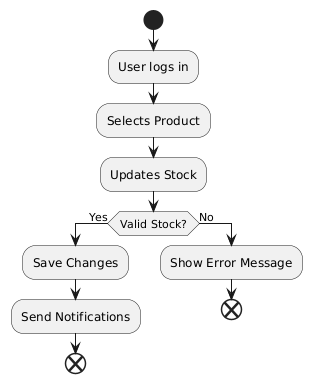 User logs in
Selects Product
Updates Stock
Valid Stock?
Yes
No
Save Changes
Show Error Message
Send Notifications